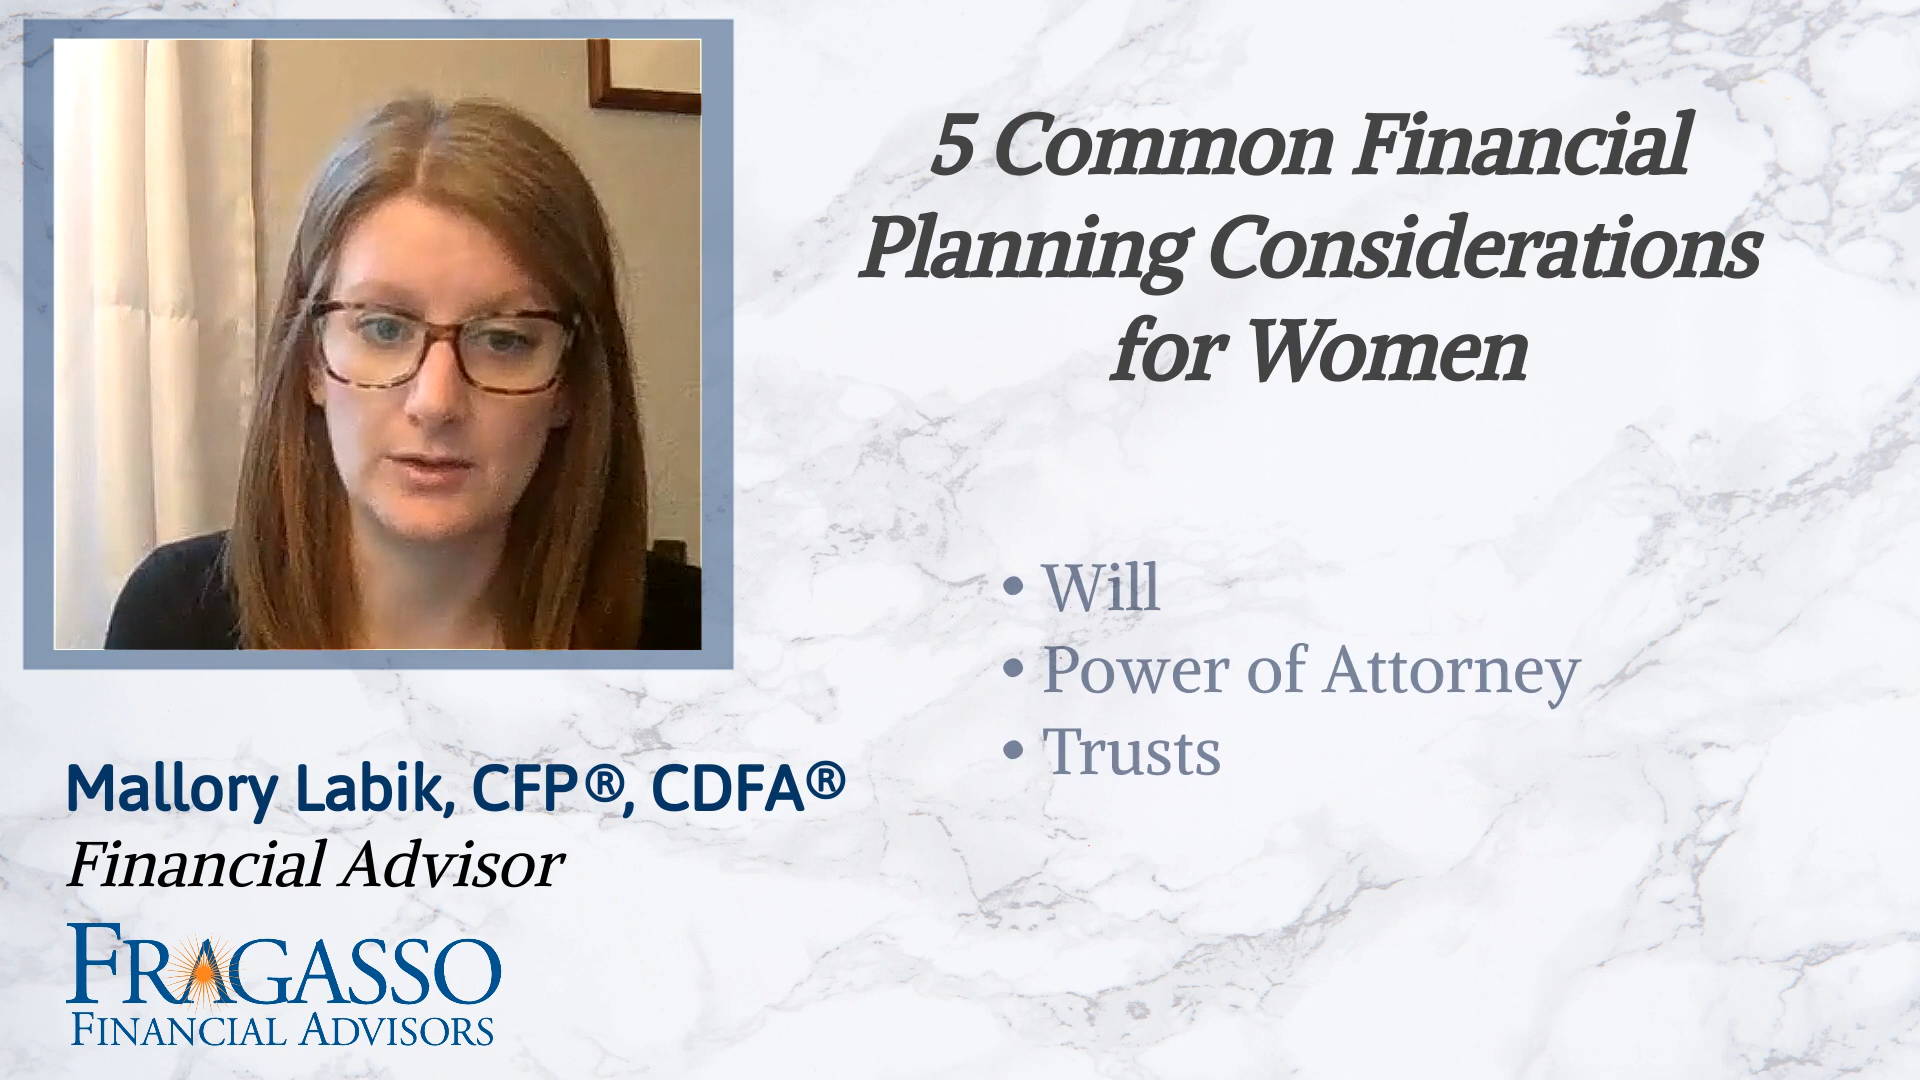 5 Common Financial
Planning Considerations
for Women
• Will
• Power of Attorney
• Trusts
Mallory Labik, CFP®, CDFA®
Financial Advisor
FRAGASSO
FINANCIAL ADVISORS